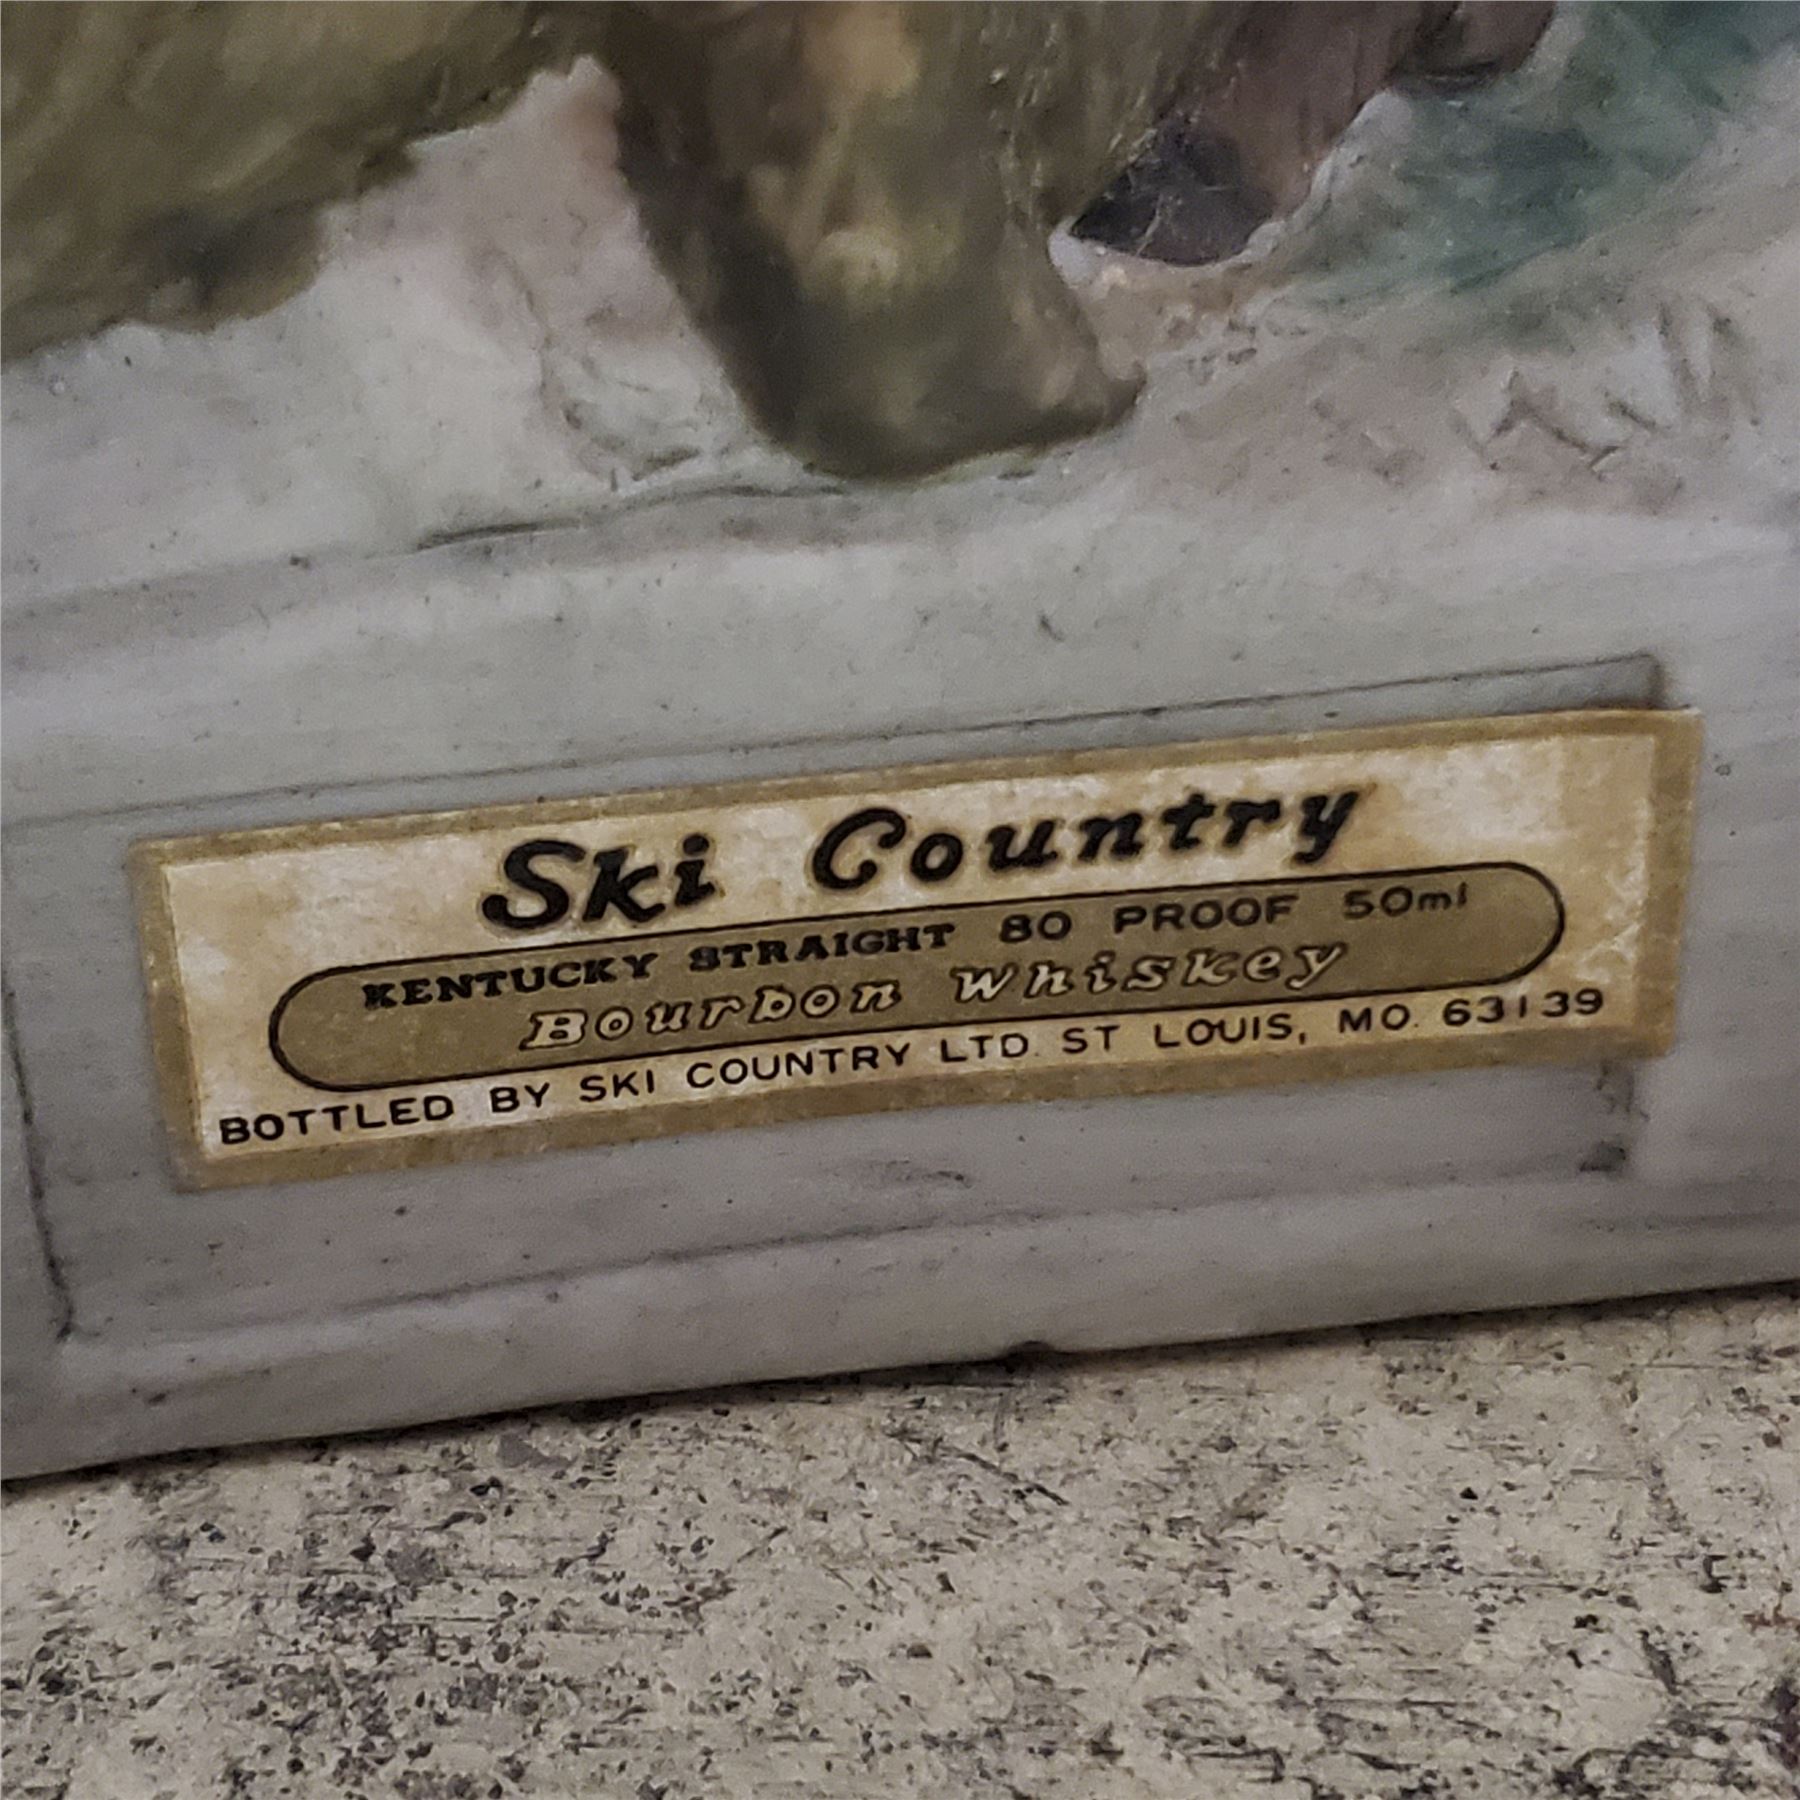 Ski Country
KENTUCKY STRAIGHT 80 PROOF 50ml
Bourbon Whiskey
BOTTLED BY SKI COUNTRY LTD. ST LOUIS, MO. 63139